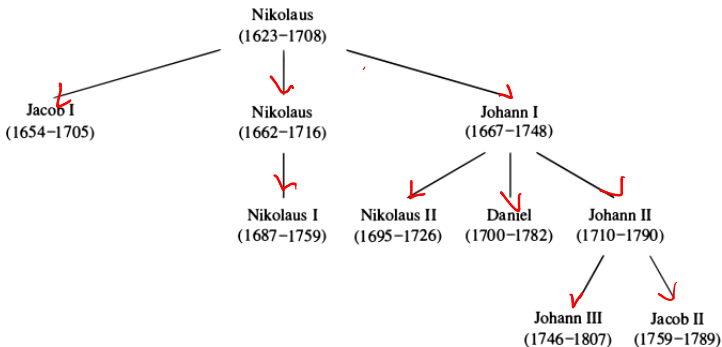 Nikolaus
(1623–1708)
Jacob I
(1654–1705)
Nikolaus
(1662–1716)
Johann I
(1667–1748)
Nikolaus I
(1687–1759)
Nikolaus II
(1695–1726)
Daniel
(1700–1782)
Johann II
(1710–1790)
Johann III
(1746–1807)
Jacob II
(1759–1789)